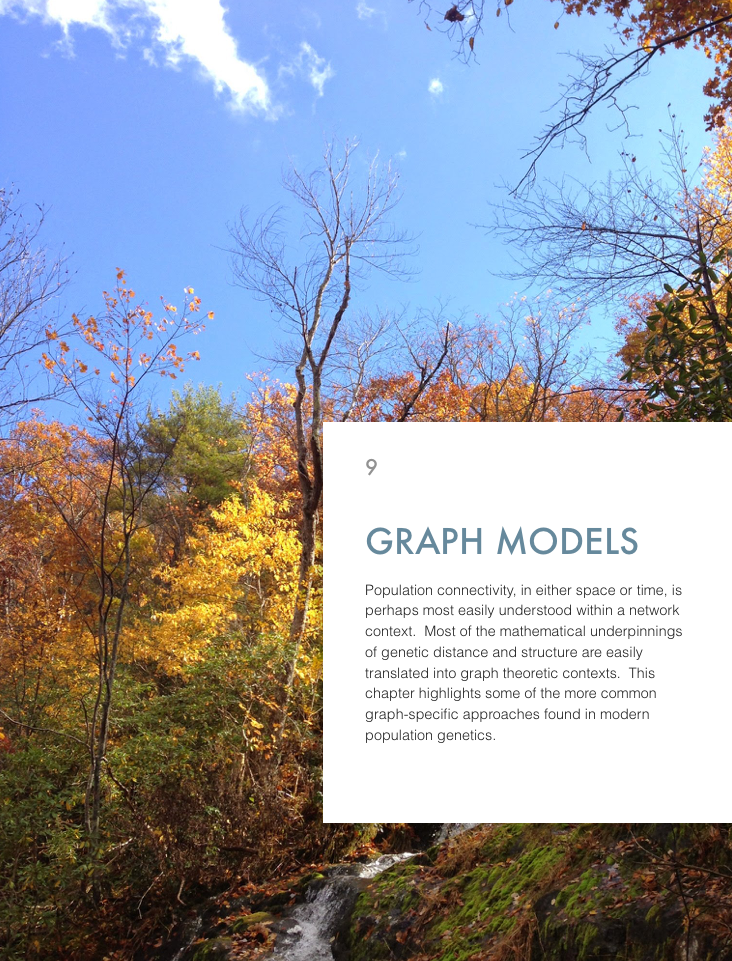 9
GRAPH MODELS
Population connectivity, in either space or time, is
perhaps most easily understood within a network
context.  Most of the mathematical underpinnings
of genetic distance and structure are easily
translated into graph theoretic contexts.  This
chapter highlights some of the more common
graph-specific approaches found in modern
population genetics.